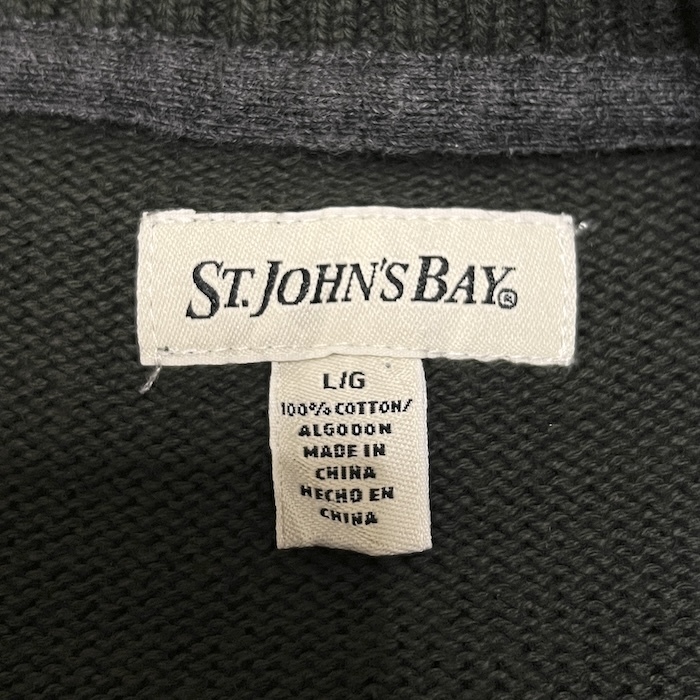 ST. JOHN'S BAY®
L/G
100% COTTON/
ALGODON
MADE IN
CHINA
HECHO EN
CHINA